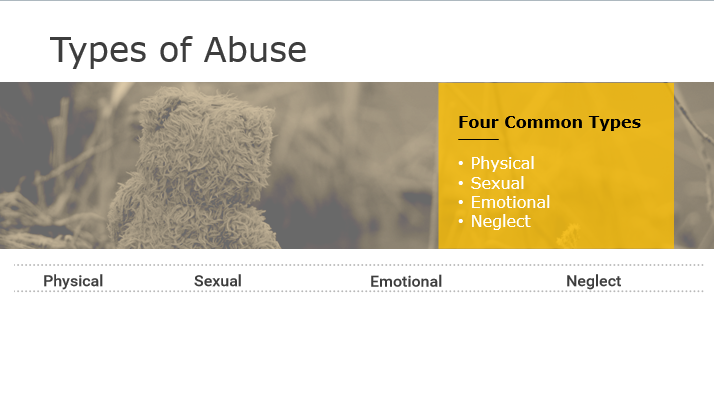 Types of Abuse
Four Common Types
• Physical
• Sexual
• Emotional
• Neglect
Physical Sexual Emotional Neglect